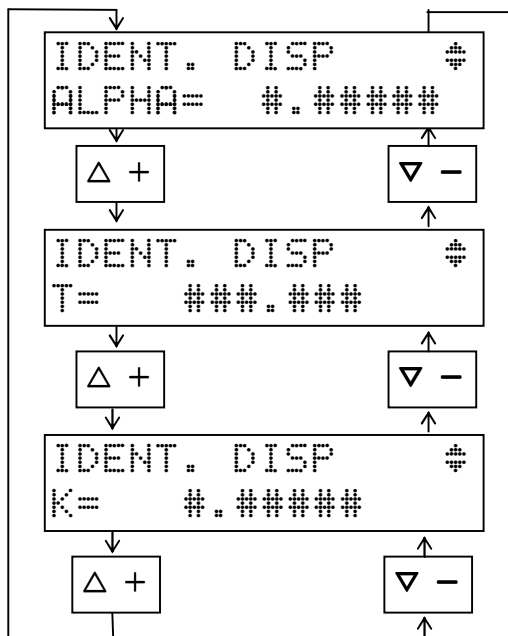 IDENT. DISP
ALPHA= #.#####
△ + ▽ −
IDENT. DISP
T= ###.###
△ + ▽ −
IDENT. DISP
K= #.#####
△ + ▽ −